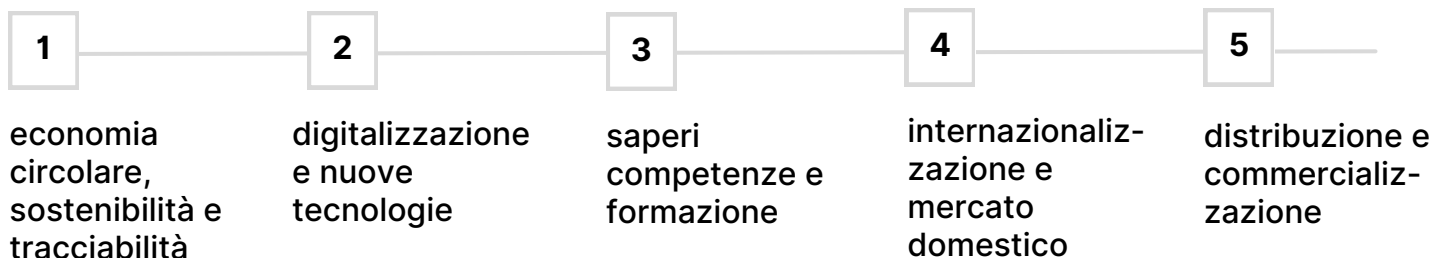 1
economia
circolare,
sostenibilità e
tracciabilità
2
digitalizzazione
e nuove
tecnologie
3
saperi
competenze e
formazione
4
internazionaliz-
zazione e
mercato
domestico
5
distribuzione e
commercializ-
zazione